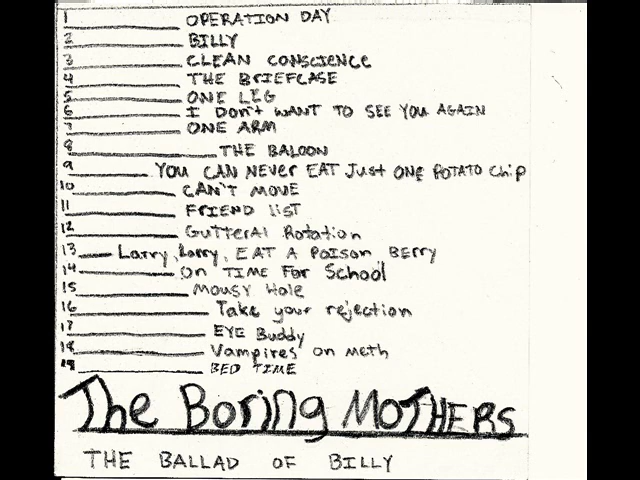 1 OPERATION DAY
2 BILLY
3 CLEAN CONSCIENCE
4 THE BRIEFCASE
5 ONE LEG
6 I Don't WANT TO SEE YOU AGAIN
7 ONE ARM
8 THE BALOON
9 YOU CAN NEVER EAT Just ONE POTATO Chip
10 CAN'T MOVE
11 FRIEND list
12 Gutteral Rotation
13 Larry, Larry, EAT A POISON BERRY
14 On TIME For School
15 Mousy Hole
16 Take your rejection
17 EYE Buddy
18 Vampires on meth
19 BED TIME
The Boring MoTHERS
THE BALLAD OF BILLY